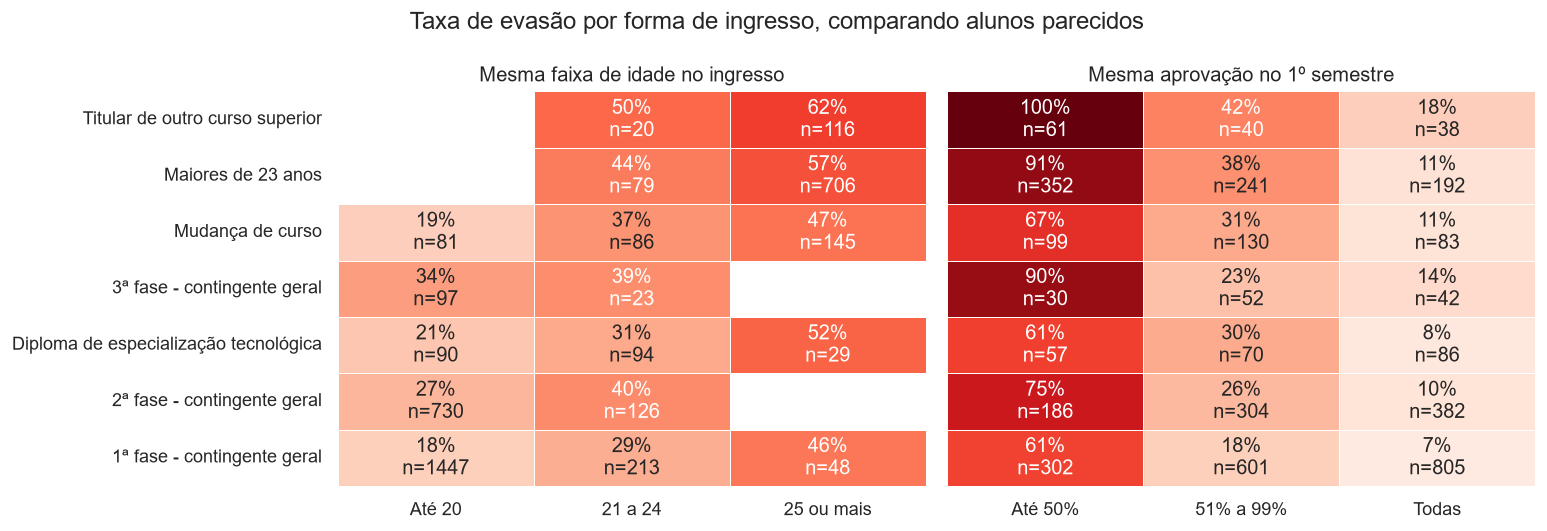 Taxa de evasão por forma de ingresso, comparando alunos parecidos
Mesma faixa de idade no ingresso
Mesma aprovação no 1º semestre
Titular de outro curso superior
50%
n=20
62%
n=116
100%
n=61
42%
n=40
18%
n=38
Maiores de 23 anos
44%
n=79
57%
n=706
91%
n=352
38%
n=241
11%
n=192
Mudança de curso
19%
n=81
37%
n=86
47%
n=145
67%
n=99
31%
n=130
11%
n=83
3ª fase - contingente geral
34%
n=97
39%
n=23
90%
n=30
23%
n=52
14%
n=42
Diploma de especialização tecnológica
21%
n=90
31%
n=94
52%
n=29
61%
n=57
30%
n=70
8%
n=86
2ª fase - contingente geral
27%
n=730
40%
n=126
75%
n=186
26%
n=304
10%
n=382
1ª fase - contingente geral
18%
n=1447
29%
n=213
46%
n=48
61%
n=302
18%
n=601
7%
n=805
Até 20
21 a 24
25 ou mais
Até 50%
51% a 99%
Todas